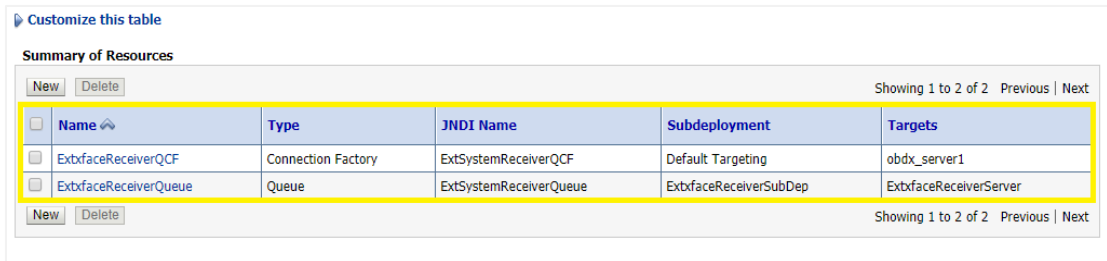 Customize this table
Summary of Resources
New Delete Showing 1 to 2 of 2 Previous | Next
Name Type JNDI Name Subdeployment Targets
ExtxfaceReceiverQCF Connection Factory ExtSystemReceiverQCF Default Targeting obdx_server1
ExtxfaceReceiverQueue Queue ExtSystemReceiverQueue ExtxfaceReceiverSubDep ExtxfaceReceiverServer
New Delete Showing 1 to 2 of 2 Previous | Next